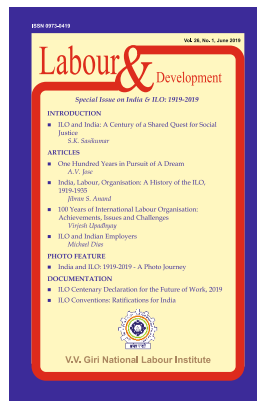 ISSN 0973-0419
Vol. 26, No. 1, June 2019
Labour & Development
Special Issue on India & ILO: 1919-2019
INTRODUCTION
■ ILO and India: A Century of a Shared Quest for Social
Justice
S.K. Sasikumar
ARTICLES
■ One Hundred Years in Pursuit of A Dream
A.V. Jose
■ India, Labour, Organisation: A History of the ILO,
1919-1935
Jibran S. Anand
■ 100 Years of International Labour Organisation:
Achievements, Issues and Challenges
Virjesh Upadhyay
■ ILO and Indian Employers
Michael Dias
PHOTO FEATURE
■ India and ILO: 1919-2019 - A Photo Journey
DOCUMENTATION
■ ILO Centenary Declaration for the Future of Work, 2019
■ ILO Conventions: Ratifications for India
V.V. Giri National Labour Institute